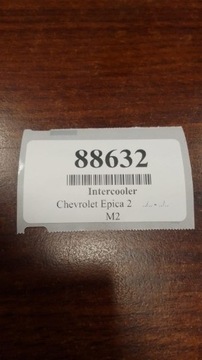 88632
Intercooler
Chevrolet Epica 2
M2